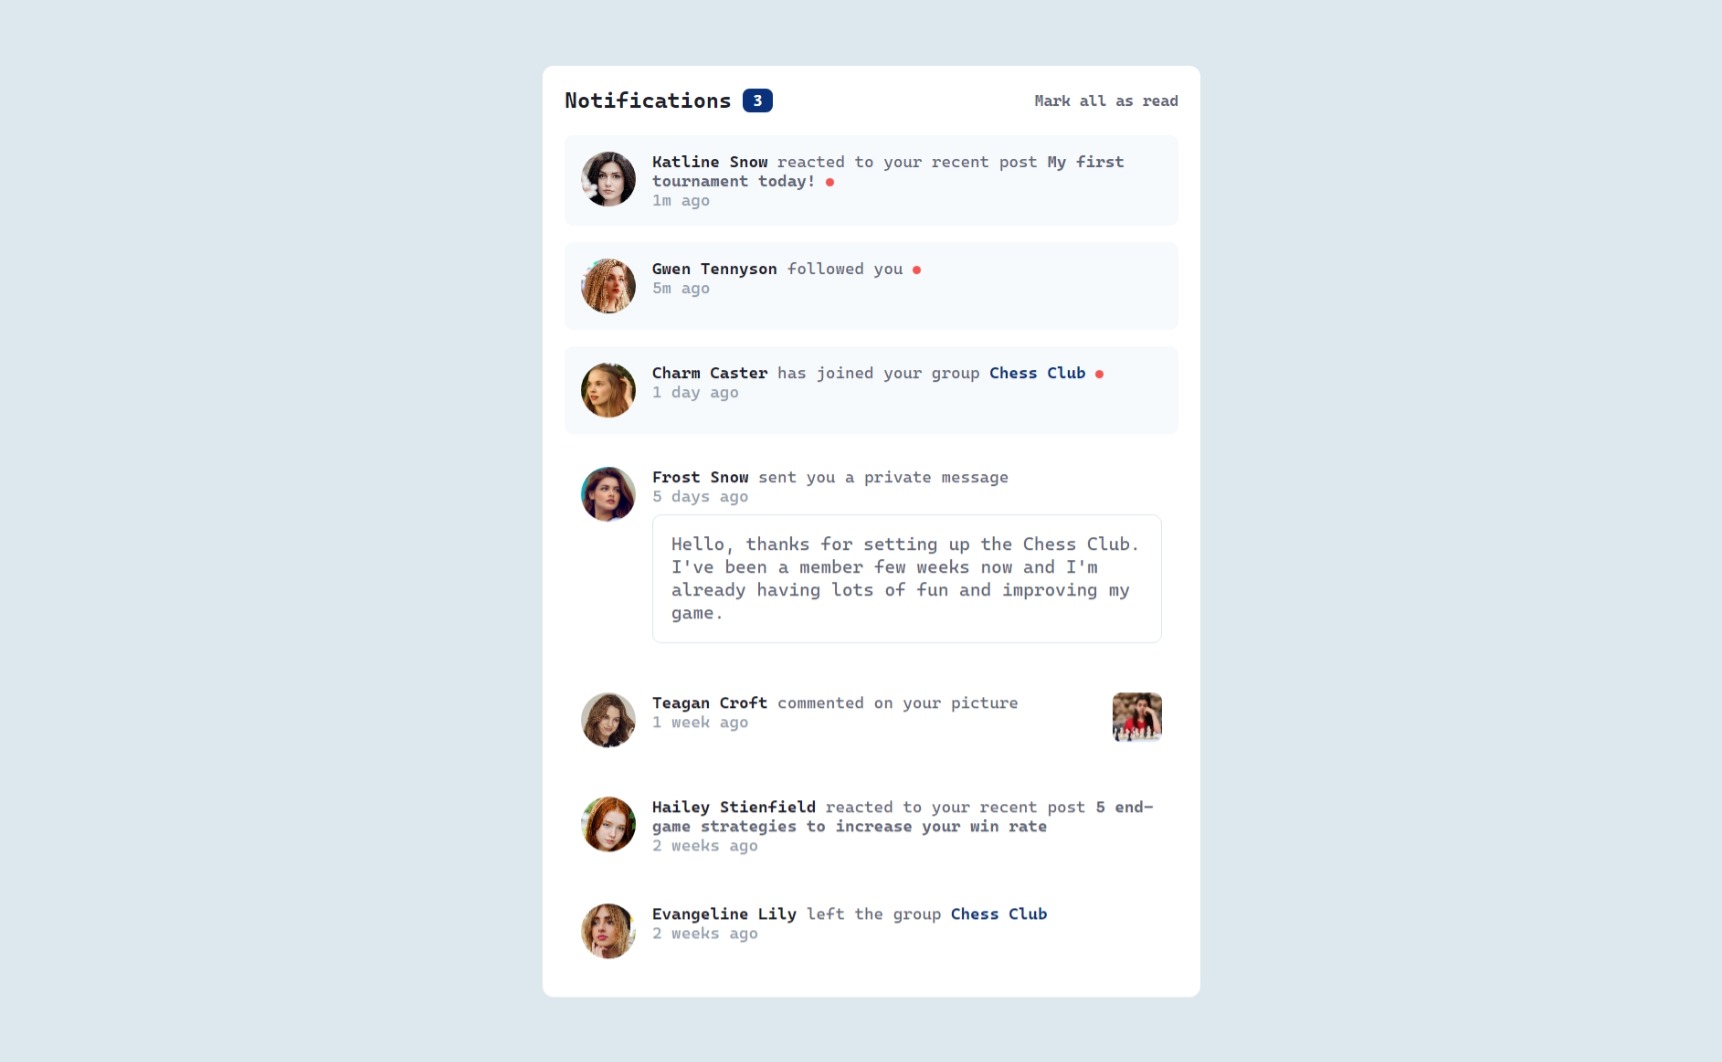 Notifications 3
Mark all as read
Katline Snow reacted to your recent post My first
tournament today!
1m ago
Gwen Tennyson followed you
5m ago
Charm Caster has joined your group Chess Club
1 day ago
Frost Snow sent you a private message
5 days ago
Hello, thanks for setting up the Chess Club.
I've been a member few weeks now and I'm
already having lots of fun and improving my
game.
Teagan Croft commented on your picture
1 week ago
Hailey Stienfield reacted to your recent post 5 end-
game strategies to increase your win rate
2 weeks ago
Evangeline Lily left the group Chess Club
2 weeks ago